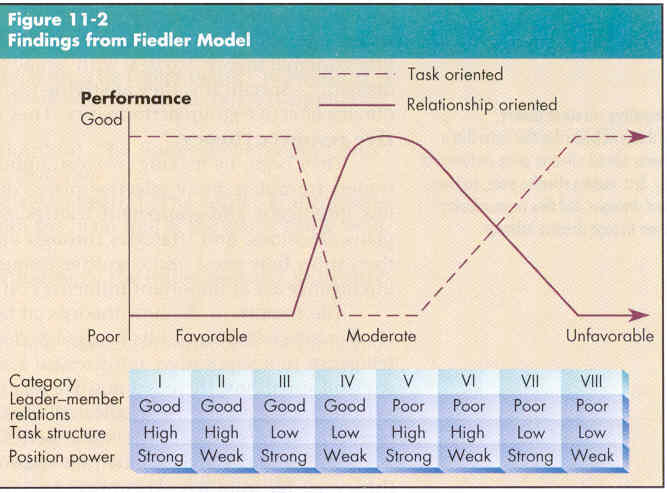 Figure 11-2
Findings from Fiedler Model
Task oriented
Relationship oriented
Performance
Good
Poor Favorable Moderate Unfavorable
Category I II III IV V VI VII VIII
Leader–member
relations Good Good Good Good Poor Poor Poor Poor
Task structure High High Low Low High High Low Low
Position power Strong Weak Strong Weak Strong Weak Strong Weak